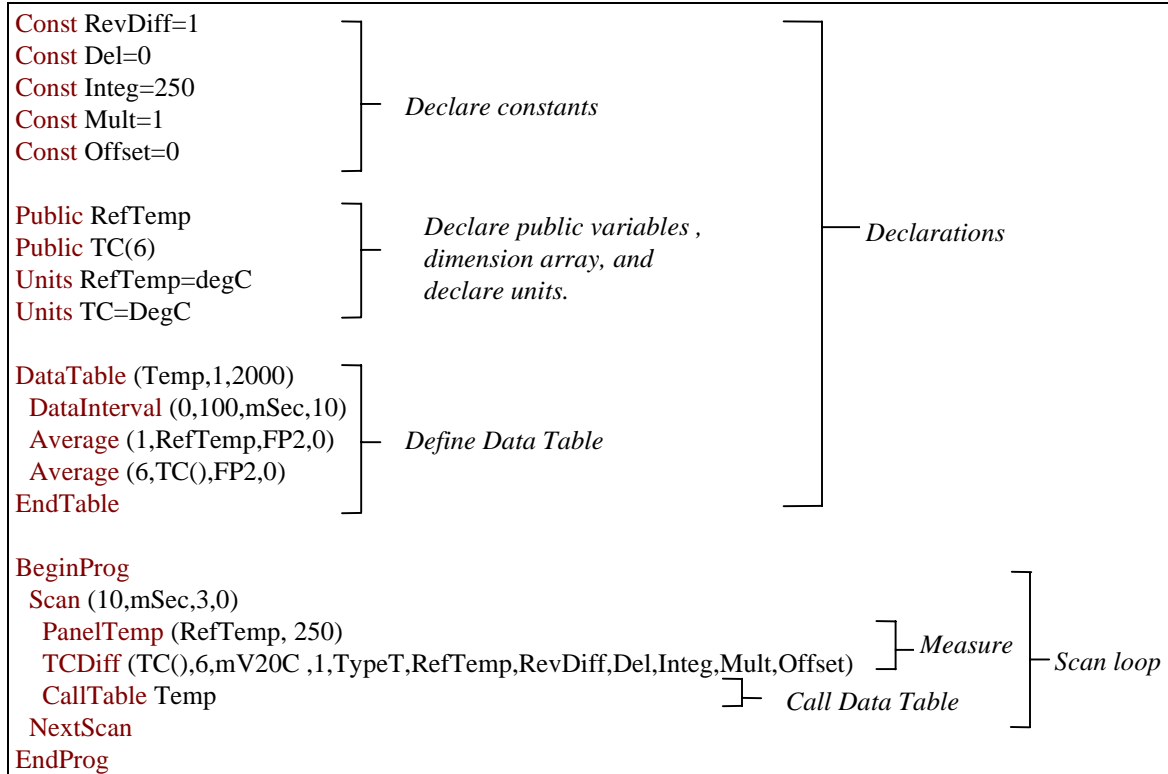 Const RevDiff=1
Const Del=0
Const Integ=250
Const Mult=1
Const Offset=0
Declare constants
Public RefTemp
Public TC(6)
Units RefTemp=degC
Units TC=DegC
Declare public variables ,
dimension array, and
declare units.
Declarations
DataTable (Temp,1,2000)
DataInterval (0,100,mSec,10)
Average (1,RefTemp,FP2,0)
Average (6,TC(),FP2,0)
EndTable
Define Data Table
BeginProg
Scan (10,mSec,3,0)
PanelTemp (RefTemp, 250)
TCDiff (TC(),6,mV20C ,1,TypeT,RefTemp,RevDiff,Del,Integ,Mult,Offset)
Measure
Scan loop
CallTable Temp
Call Data Table
NextScan
EndProg